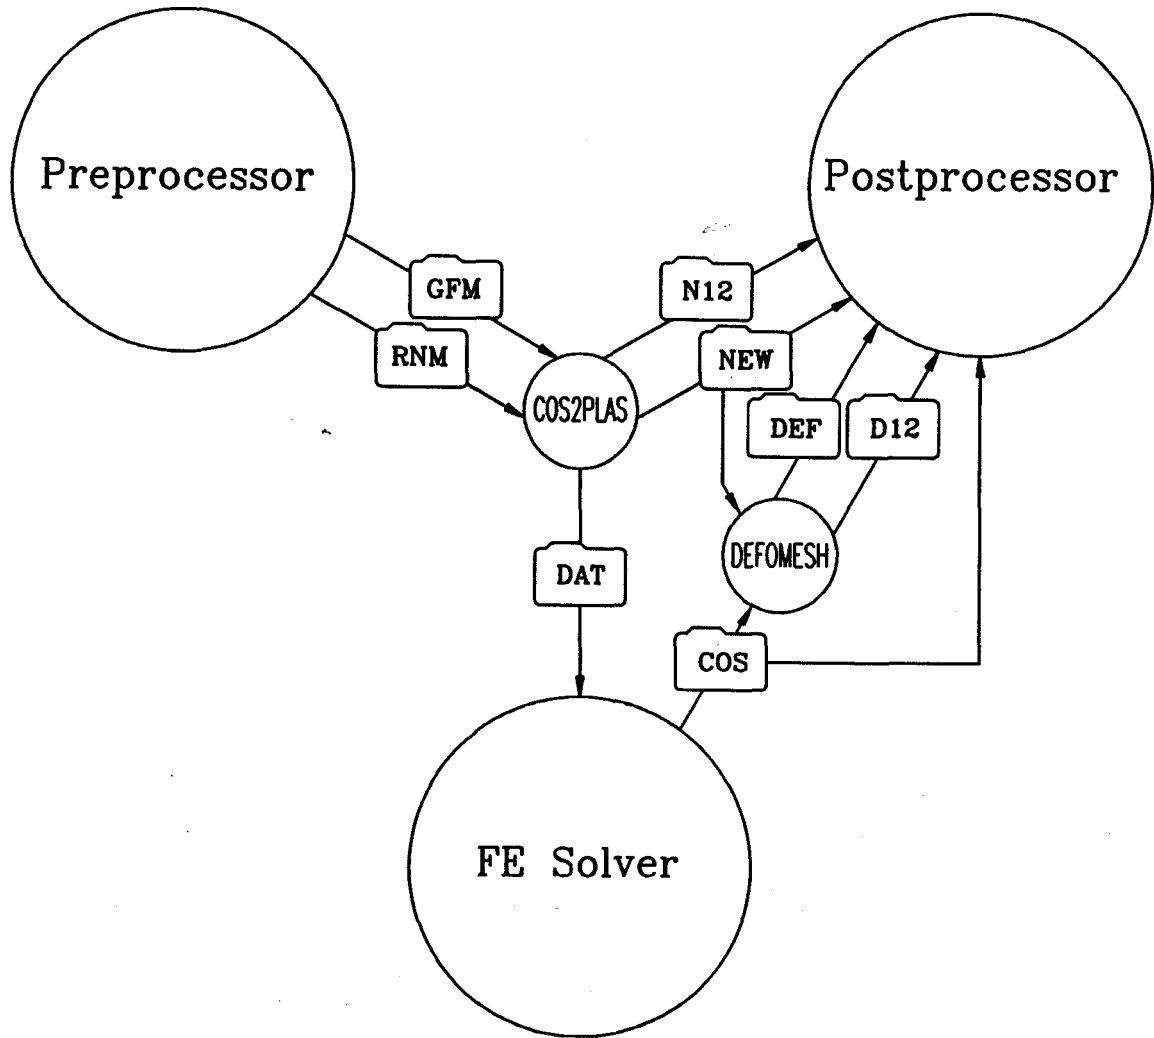 Preprocessor
Postprocessor
GFM
N12
RNM
NEW
COS2PLAS
DEF
D12
DEFOMESH
DAT
COS
FE Solver